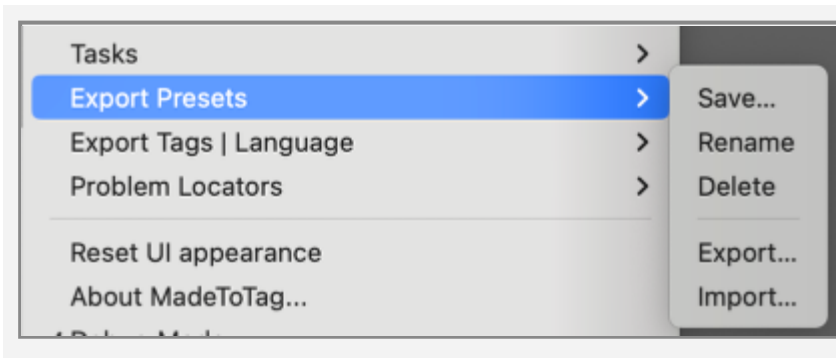 Tasks
Export Presets
Export Tags | Language
Problem Locators
Reset UI appearance
About MadeToTag...
Save...
Rename
Delete
Export...
Import...